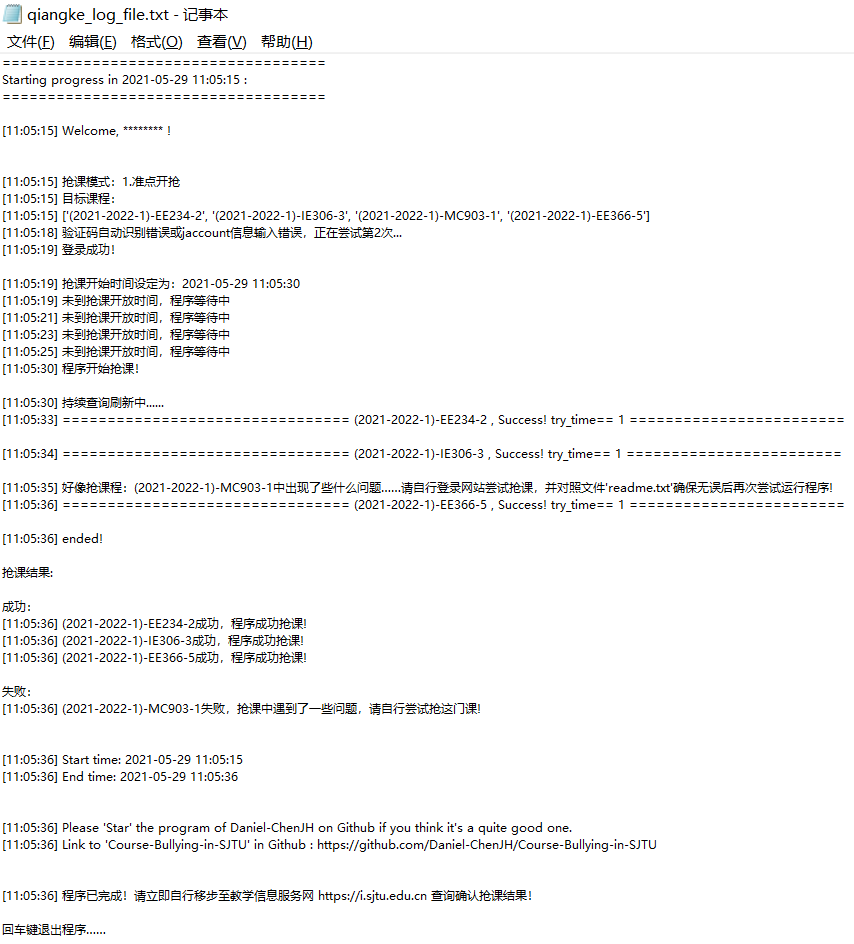 qiangke_log_file.txt - 记事本
文件(F) 编辑(E) 格式(O) 查看(V) 帮助(H)
====================================
Starting progress in 2021-05-29 11:05:15 :
====================================
[11:05:15] Welcome, ******** !
[11:05:15] 抢课模式：1.准点开抢
[11:05:15] 目标课程：
[11:05:15] ['(2021-2022-1)-EE234-2', '(2021-2022-1)-IE306-3', '(2021-2022-1)-MC903-1', '(2021-2022-1)-EE366-5']
[11:05:18] 验证码自动识别错误或jaccount信息输入错误，正在尝试第2次...
[11:05:19] 登录成功！
[11:05:19] 抢课开始时间设定为：2021-05-29 11:05:30
[11:05:19] 未到抢课开放时间，程序等待中
[11:05:21] 未到抢课开放时间，程序等待中
[11:05:23] 未到抢课开放时间，程序等待中
[11:05:25] 未到抢课开放时间，程序等待中
[11:05:30] 程序开始抢课！
[11:05:30] 持续查询刷新中......
[11:05:33] ================================ (2021-2022-1)-EE234-2 , Success! try_time== 1 ========================
[11:05:34] ================================ (2021-2022-1)-IE306-3 , Success! try_time== 1 ========================
[11:05:35] 好像抢课程：(2021-2022-1)-MC903-1中出现了些什么问题......请自行登录网站尝试抢课，并对照文件'readme.txt'确保无误后再次尝试运行程序!
[11:05:36] ================================ (2021-2022-1)-EE366-5 , Success! try_time== 1 ========================
[11:05:36] ended!
抢课结果:
成功：
[11:05:36] (2021-2022-1)-EE234-2成功，程序成功抢课!
[11:05:36] (2021-2022-1)-IE306-3成功，程序成功抢课!
[11:05:36] (2021-2022-1)-EE366-5成功，程序成功抢课!
失败：
[11:05:36] (2021-2022-1)-MC903-1失败，抢课中遇到了一些问题，请自行尝试抢这门课!
[11:05:36] Start time: 2021-05-29 11:05:15
[11:05:36] End time: 2021-05-29 11:05:36
[11:05:36] Please 'Star' the program of Daniel-ChenJH on Github if you think it's a quite good one.
[11:05:36] Link to 'Course-Bullying-in-SJTU' in Github : https://github.com/Daniel-ChenJH/Course-Bullying-in-SJTU
[11:05:36] 程序已完成！请立即自行移步至教学信息服务网 https://i.sjtu.edu.cn 查询确认抢课结果！
回车键退出程序......